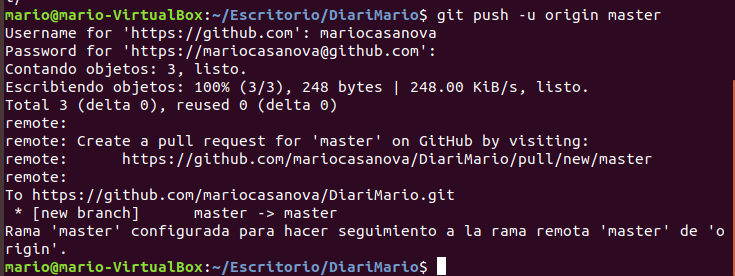 mario@mario-VirtualBox:~/Escritorio/DiariMario$ git push -u origin master
Username for 'https://github.com': mariocasanova
Password for 'https://mariocasanova@github.com':
Contando objetos: 3, listo.
Escribiendo objetos: 100% (3/3), 248 bytes | 248.00 KiB/s, listo.
Total 3 (delta 0), reused 0 (delta 0)
remote:
remote: Create a pull request for 'master' on GitHub by visiting:
remote:      https://github.com/mariocasanova/DiariMario/pull/new/master
remote:
To https://github.com/mariocasanova/DiariMario.git
 * [new branch]      master -> master
Rama 'master' configurada para hacer seguimiento a la rama remota 'master' de 'o
rigin'.
mario@mario-VirtualBox:~/Escritorio/DiariMario$